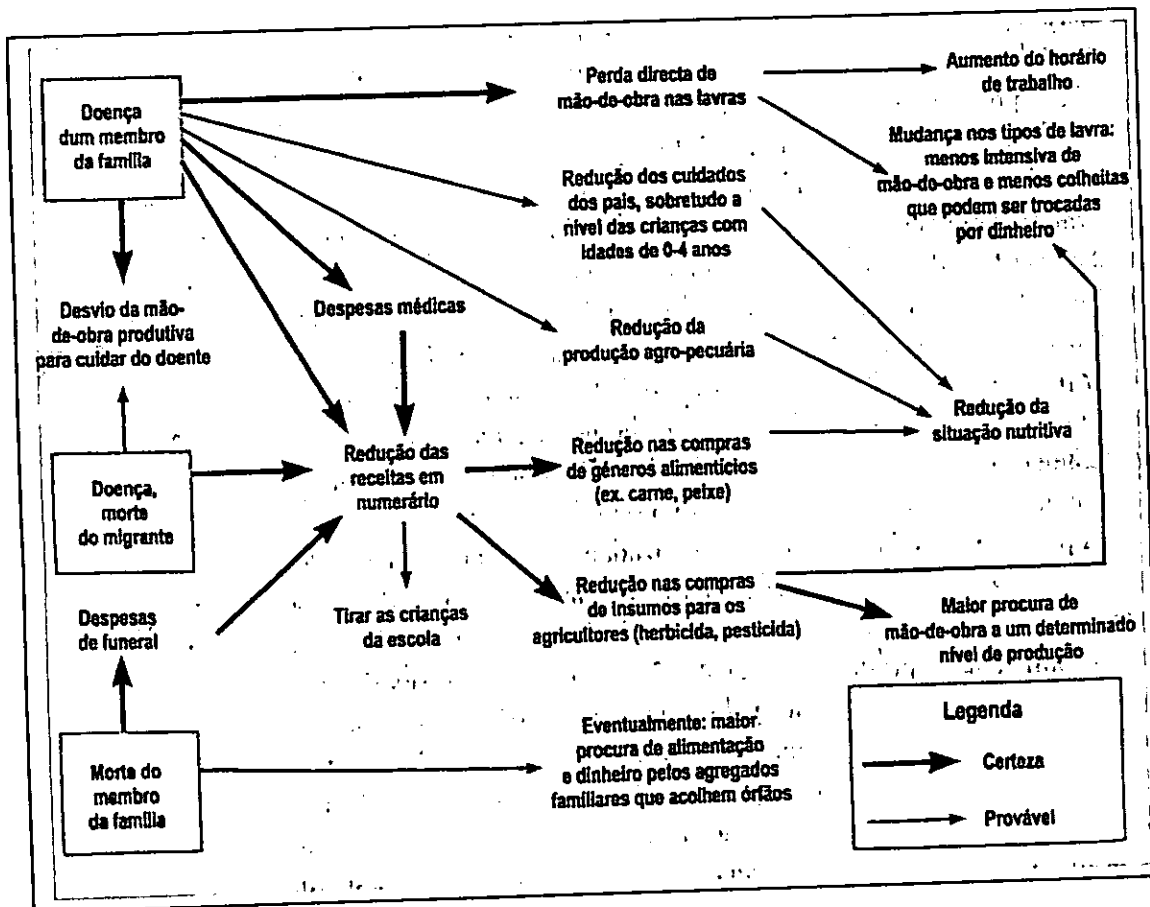 Doença
dum membro
da família
Perda directa de
mão-de-obra nas lavras
Aumento do horário
de trabalho
Mudança nos tipos de lavra:
menos intensiva de
mão-de-obra e menos colheitas
que podem ser trocadas
por dinheiro
Redução dos cuidados
dos pais, sobretudo a
nível das crianças com
idades de 0-4 anos
Desvio da mão-
de-obra produtiva
para cuidar do doente
Despesas médicas
Redução da
produção agro-pecuária
Redução da
situação nutritiva
Doença,
morte
do migrante
Redução das
receitas em
numerário
Redução nas compras
de géneros alimentícios
(ex. carne, peixe)
Despesas
de funeral
Tirar as crianças
da escola
Redução nas compras
de insumos para os
agricultores (herbicida, pesticida)
Maior procura de
mão-de-obra a um determinado
nível de produção
Morte do
membro
da família
Eventualmente: maior
procura de alimentação
e dinheiro pelos agregados
familiares que acolhem órfãos
Legenda
Certeza
Provável